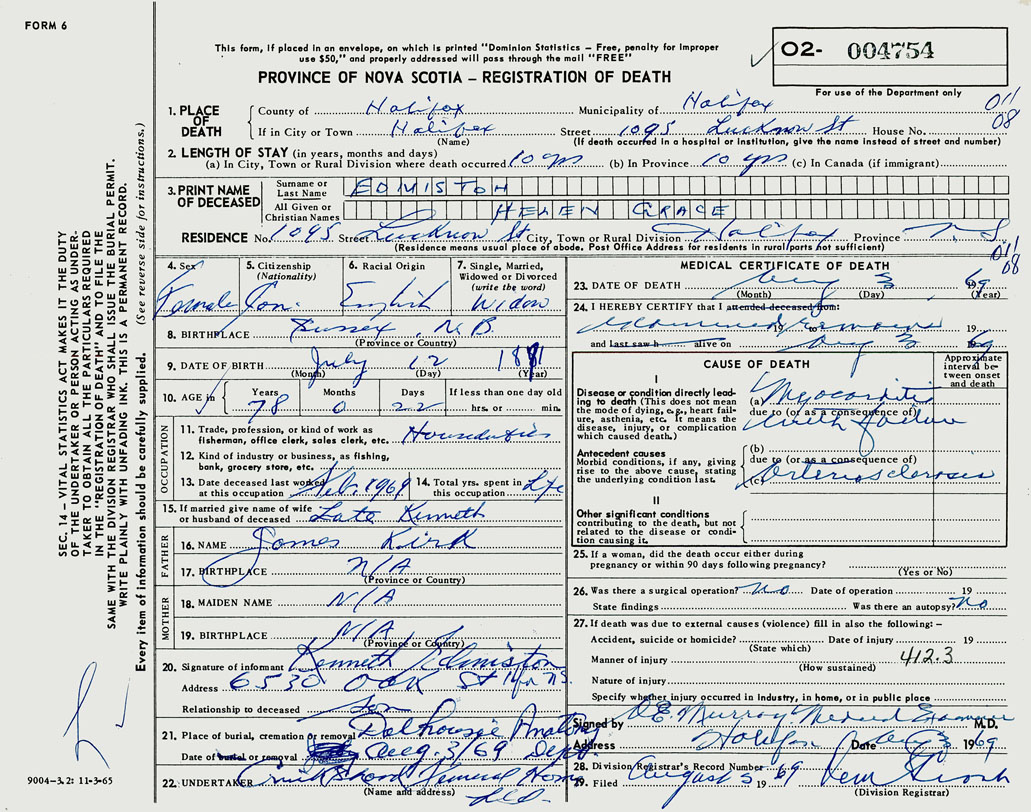 FORM 6
This form, if placed in an envelope, on which is printed "Dominion Statistics – Free, penalty for improper
use $50," and properly addressed will pass through the mail "FREE"
PROVINCE OF NOVA SCOTIA – REGISTRATION OF DEATH
O2- 004754
For use of the Department only
011
08
1. PLACE OF DEATH
County of Halifax Municipality of Halifax
If in City or Town Halifax Street 1095 Lucknow St House No.
(Name) (If death occurred in a hospital or institution, give the name instead of street and number)
2. LENGTH OF STAY (in years, months and days)
(a) In City, Town or Rural Division where death occurred 10 yrs (b) In Province 10 yrs (c) In Canada (if immigrant)
3. PRINT NAME OF DECEASED
Surname or Last Name EDMISTON
All Given or Christian Names HELEN GRACE
RESIDENCE No. 1095 Street Lucknow St City, Town or Rural Division Halifax Province N.S
(Residence means usual place of abode. Post Office Address for residents in rural parts not sufficient)
011
08
4. Sex Female
5. Citizenship (Nationality) Can.
6. Racial Origin English
7. Single, Married, Widowed or Divorced (write the word) Widow
8. BIRTHPLACE Sussex, N.B.
(Province or Country)
9. DATE OF BIRTH July 12 1891
(Month) (Day) (Year)
10. AGE in Years 78 Months 0 Days 22 If less than one day old hrs. or min.
OCCUPATION
11. Trade, profession or kind of work as fisherman, office clerk, sales clerk, etc. Houseduties
12. Kind of industry or business, as fishing, bank, grocery store, etc.
13. Date deceased last worked at this occupation Feb. 1969
14. Total yrs. spent in this occupation Life
15. If married give name of wife or husband of deceased Late Kenneth
FATHER
16. NAME James Kirk
17. BIRTHPLACE N/A
(Province or Country)
MOTHER
18. MAIDEN NAME N/A
19. BIRTHPLACE N/A
(Province or Country)
20. Signature of informant Kenneth Edmiston
Address 6530 Oak St Hfx N.S.
Relationship to deceased Son
21. Place of burial, cremation or removal Dalhousie Anatomy
Date of burial or removal Aug. 3/69 Dept
22. UNDERTAKER Funeral Home
(Name and address) Ltd.
MEDICAL CERTIFICATE OF DEATH
23. DATE OF DEATH Aug 3 1969
(Month) (Day) (Year)
24. I HEREBY CERTIFY that I attended deceased from:
examined remains 19 to 19
and last saw h alive on Aug 3 1969
CAUSE OF DEATH
Approximate interval between onset and death
I
Disease or condition directly leading to death (This does not mean the mode of dying, e.g., heart failure, asthenia, etc. It means the disease, injury, or complication which caused death.)
(a) Myocarditis
due to (or as a consequence of)
with failure
Antecedent causes
Morbid conditions, if any, giving rise to the above cause, stating the underlying condition last.
(b)
due to (or as a consequence of)
(c) Arteriosclerosis
II
Other significant conditions
contributing to the death, but not related to the disease or condition causing it.
25. If a woman, did the death occur either during pregnancy or within 90 days following pregnancy?
(Yes or No)
26. Was there a surgical operation? No Date of operation 19
State findings Was there an autopsy? No
27. If death was due to external causes (violence) fill in also the following: –
Accident, suicide or homicide? Date of injury 19
(State which)
Manner of injury 412.3
(How sustained)
Nature of injury
Specify whether injury occurred in industry, in home, or in public place
Signed by D.E. Murray Medical Examiner M.D.
Address Halifax Date Aug 3 1969
28. Division Registrar's Record Number
29. Filed August 5 1969
(Division Registrar)
SEC. 14 – VITAL STATISTICS ACT MAKES IT THE DUTY
OF THE UNDERTAKER OR PERSON ACTING AS UNDER-
TAKER TO OBTAIN ALL THE PARTICULARS REQUIRED
IN THE "REGISTRATION OF DEATH" AND TO FILE THE
SAME WITH THE DIVISION REGISTRAR WHO SHALL ISSUE THE BURIAL PERMIT.
WRITE PLAINLY WITH UNFADING INK. THIS IS A PERMANENT RECORD.
Every item of information should be carefully supplied. (See reverse side for instructions.)
9004-3.2: 11-3-65